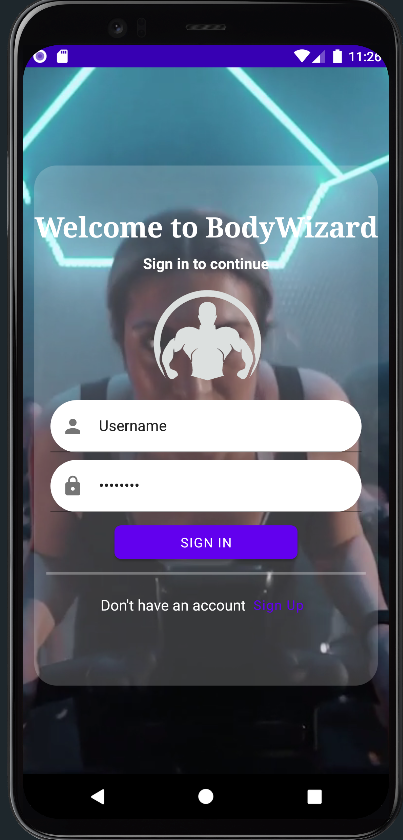 11:26
Welcome to BodyWizard
Sign in to continue
Username
••••••••
SIGN IN
Don't have an account Sign Up